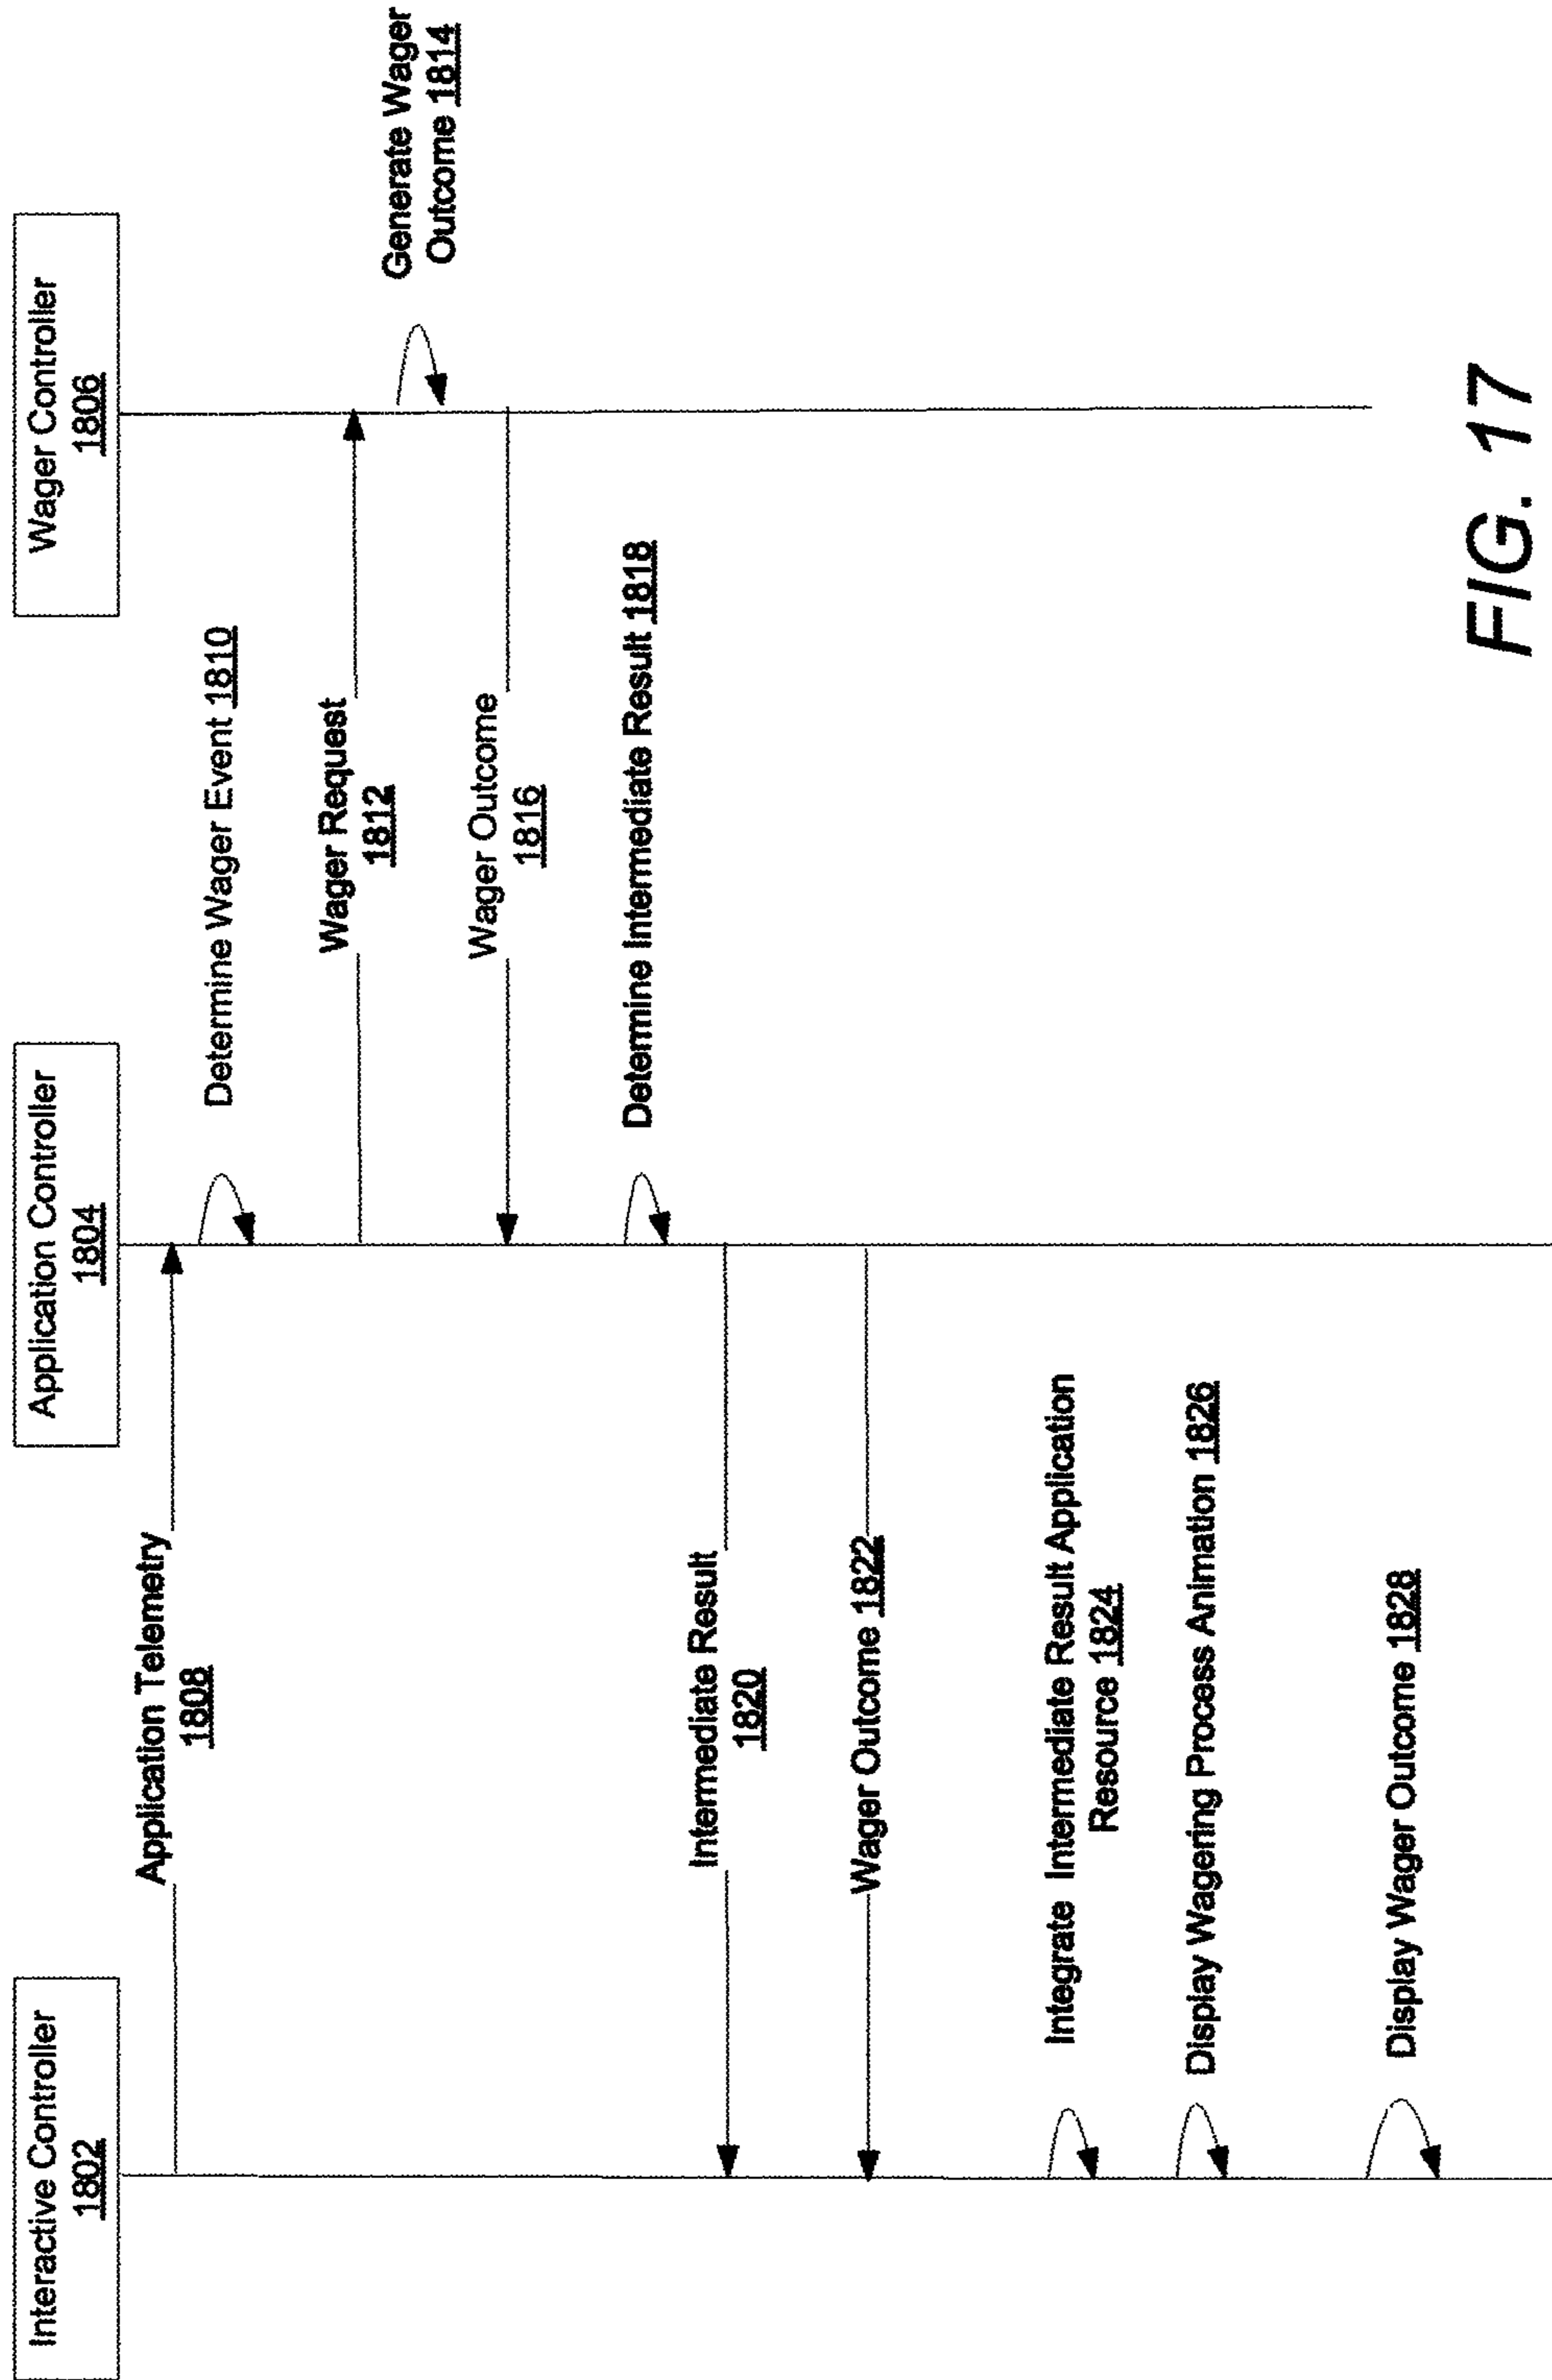 Interactive Controller
1802
Application Controller
1804
Wager Controller
1806
Application Telemetry
1808
Determine Wager Event 1810
Wager Request
1812
Generate Wager
Outcome 1814
Wager Outcome
1816
Determine Intermediate Result 1818
Intermediate Result
1820
Wager Outcome 1822
Integrate Intermediate Result Application
Resource 1824
Display Wagering Process Animation 1826
Display Wager Outcome 1828
FIG. 17